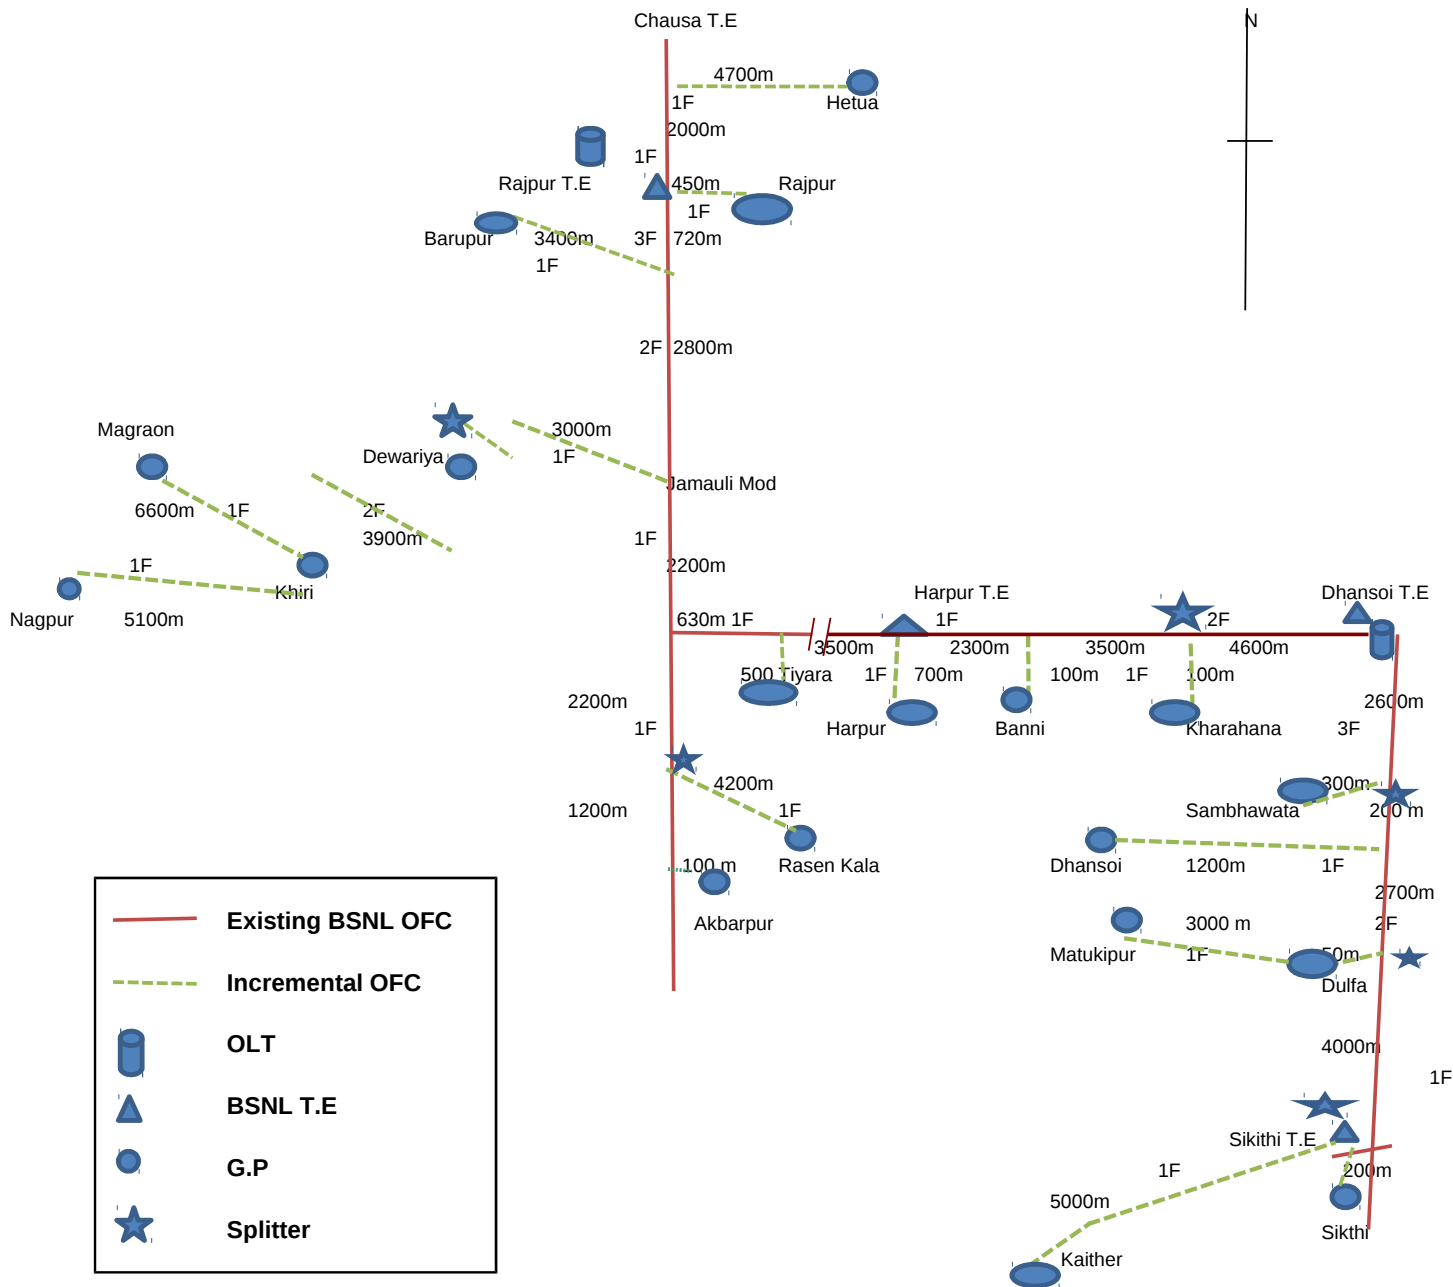 Chausa T.E
N
4700m
1F
Hetua
2000m
1F
Rajpur T.E
450m
Rajpur
1F
Barupur
3400m
3F
720m
1F
2F
2800m
Magraon
3000m
Dewariya
1F
Jamauli Mod
6600m
1F
2F
3900m
1F
2200m
1F
Khiri
Nagpur
5100m
Harpur T.E
Dhansoi T.E
630m 1F
1F
2F
3500m
2300m
3500m
4600m
500 Tiyara
1F
700m
100m
1F
100m
2200m
2600m
1F
Harpur
Banni
Kharahana
3F
4200m
300m
1200m
1F
Sambhawata
200 m
100 m
Rasen Kala
Dhansoi
1200m
1F
2700m
Akbarpur
3000 m
2F
Matukipur
1F
50m
Dulfa
4000m
1F
Sikithi T.E
1F
200m
5000m
Sikthi
Kaither
Existing BSNL OFC
Incremental OFC
OLT
BSNL T.E
G.P
Splitter